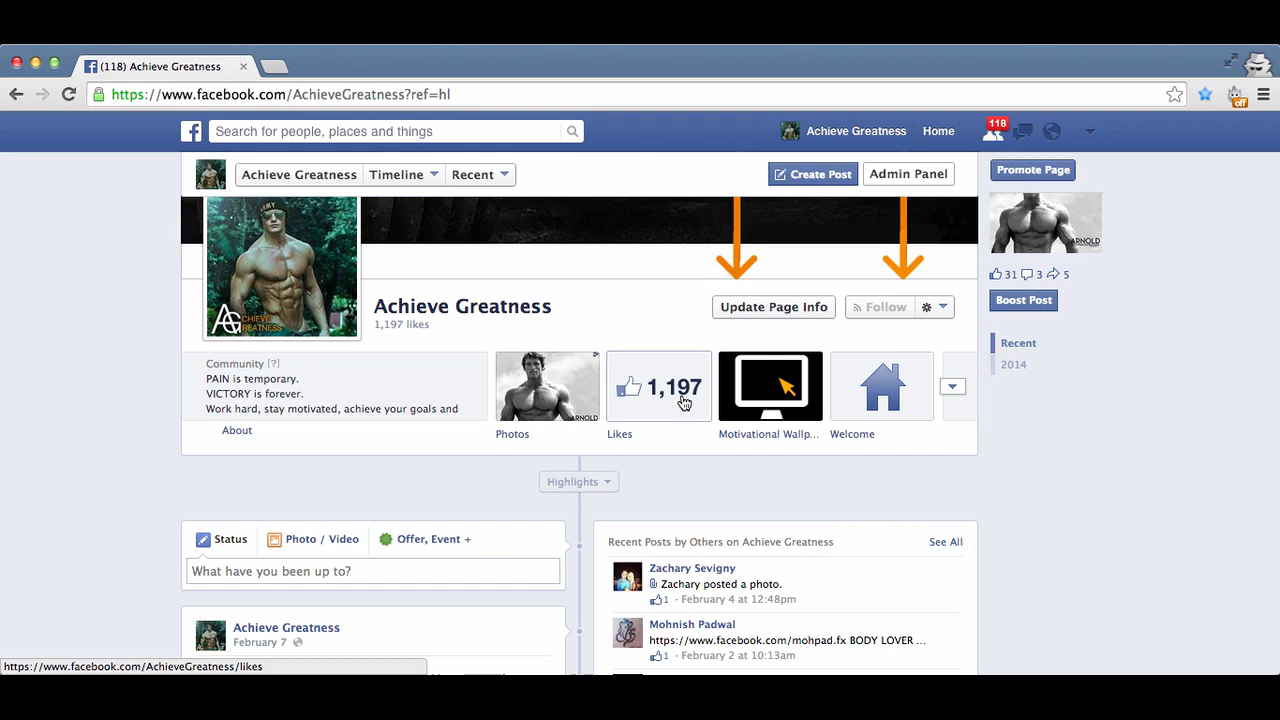 (118) Achieve Greatness
https://www.facebook.com/AchieveGreatness?ref=hl
off
Search for people, places and things
Achieve Greatness
Home
118
Achieve Greatness
Timeline
Recent
Create Post
Admin Panel
Promote Page
ARMY
ARNOLD
31 3 5
Boost Post
Recent
2014
ACHIEVE
GREATNESS
Achieve Greatness
1,197 likes
Update Page Info
Follow
Community [?]
PAIN is temporary.
VICTORY is forever.
Work hard, stay motivated, achieve your goals and
About
ARNOLD
1,197
Photos
Likes
Motivational Wallp...
Welcome
Highlights
Status
Photo / Video
Offer, Event +
What have you been up to?
Achieve Greatness
February 7
Recent Posts by Others on Achieve Greatness
See All
Zachary Sevigny
Zachary posted a photo.
1 · February 4 at 12:48pm
Mohnish Padwal
https://www.facebook.com/mohpad.fx BODY LOVER ...
1 · February 2 at 10:13am
https://www.facebook.com/AchieveGreatness/likes